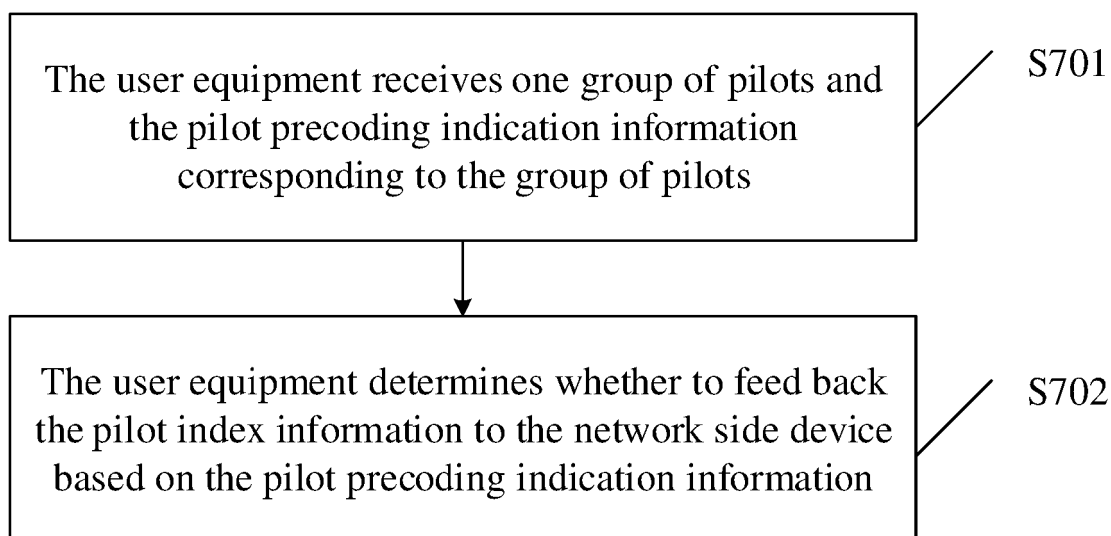 The user equipment receives one group of pilots and
the pilot precoding indication information
corresponding to the group of pilots
S701
The user equipment determines whether to feed back
the pilot index information to the network side device
based on the pilot precoding indication information
S702